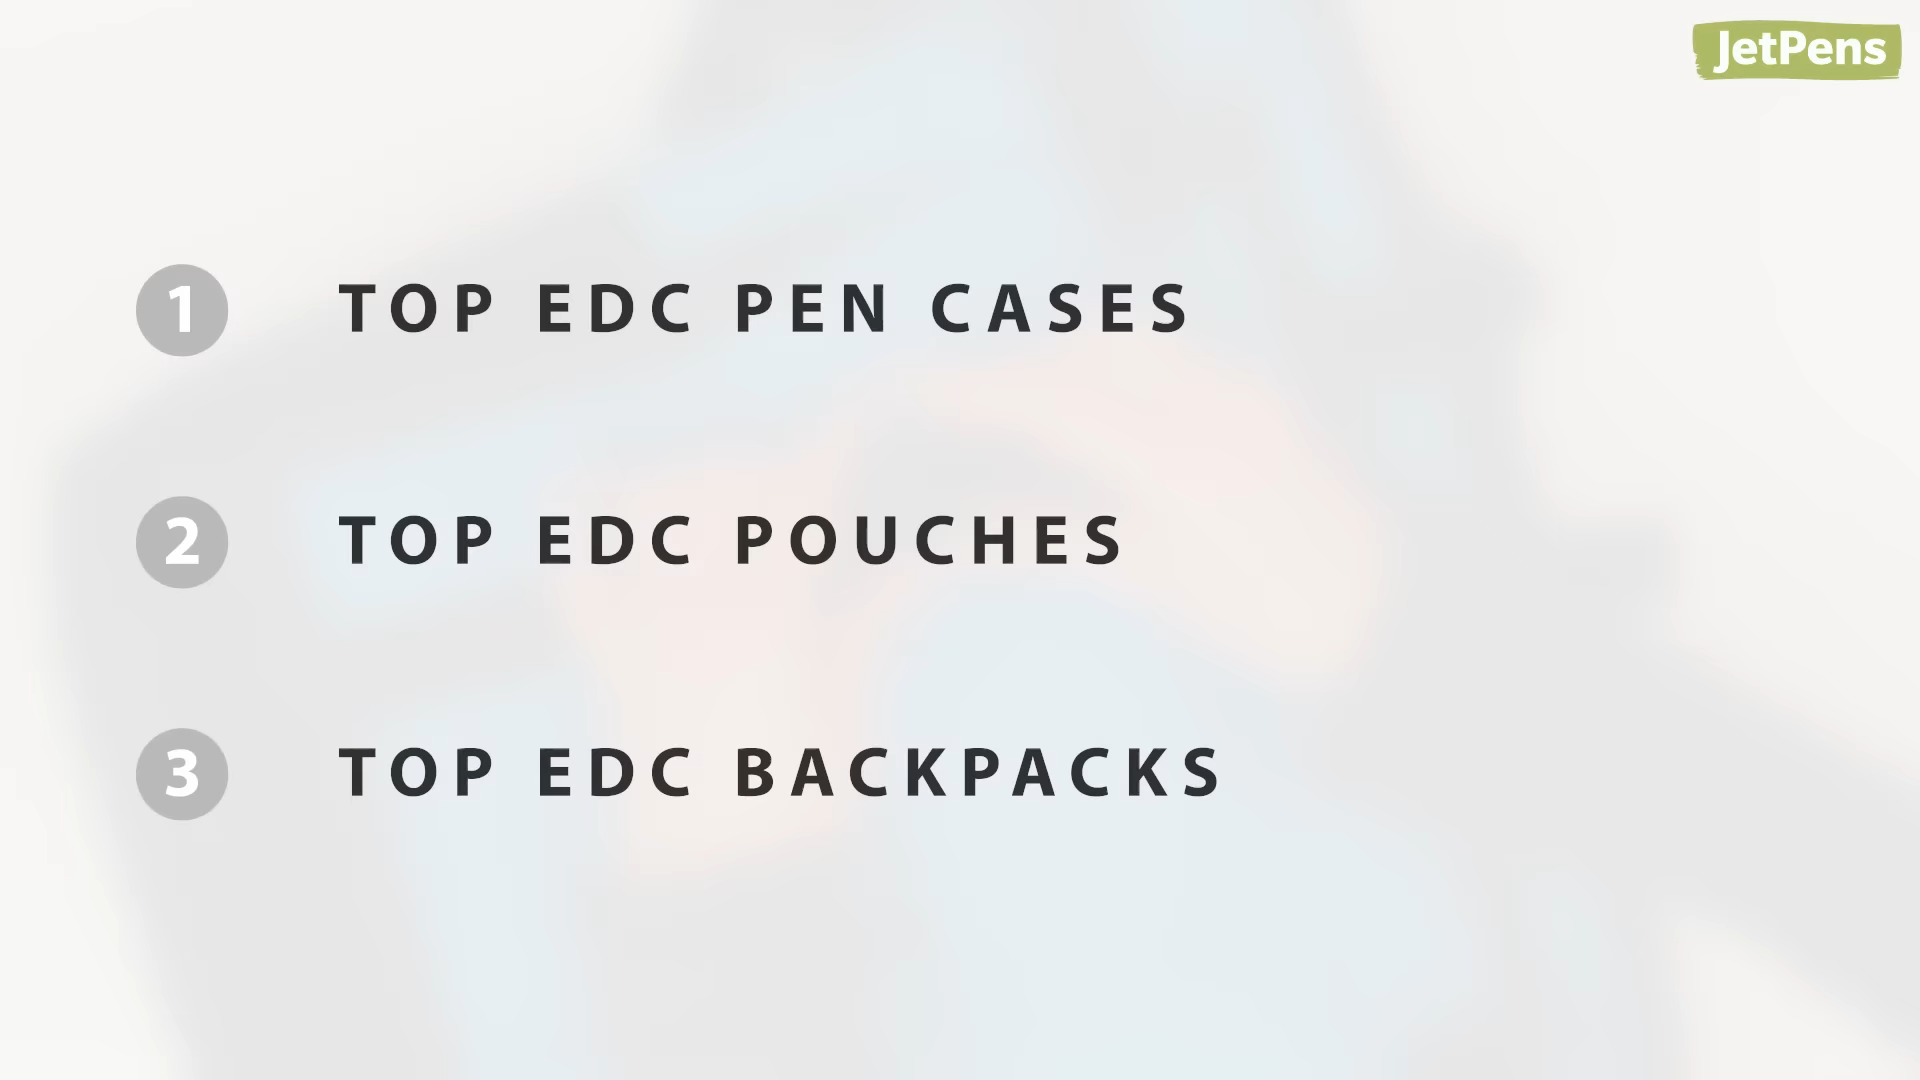 JetPens
1 TOP EDC PEN CASES
2 TOP EDC POUCHES
3 TOP EDC BACKPACKS